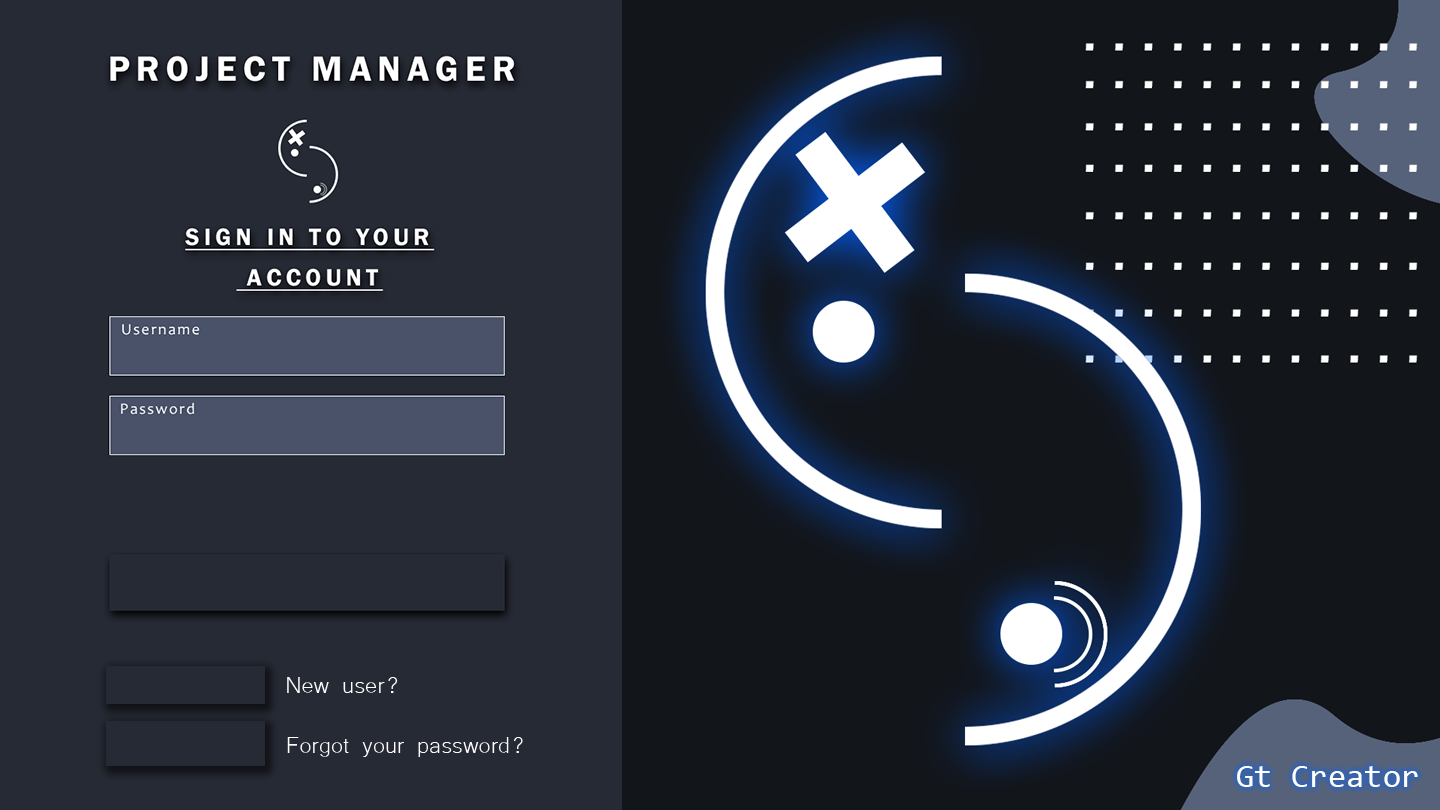 PROJECT MANAGER
SIGN IN TO YOUR
ACCOUNT
Username
Password
New user?
Forgot your password?
Gt Creator